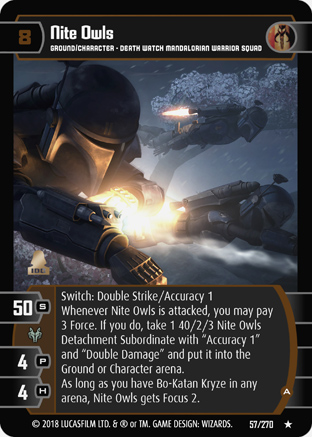 8
Nite Owls
GROUND/CHARACTER - DEATH WATCH MANDALORIAN WARRIOR SQUAD
IDL
50 S
4 P
4 H
Switch: Double Strike/Accuracy 1
Whenever Nite Owls is attacked, you may pay
3 Force. If you do, take 1 40/2/3 Nite Owls
Detachment Subordinate with “Accuracy 1”
and “Double Damage” and put it into the
Ground or Character arena.
As long as you have Bo-Katan Kryze in any
arena, Nite Owls gets Focus 2.
A
© 2018 LUCASFILM LTD. & ® or TM. GAME DESIGN: WIZARDS.
57/270 ★